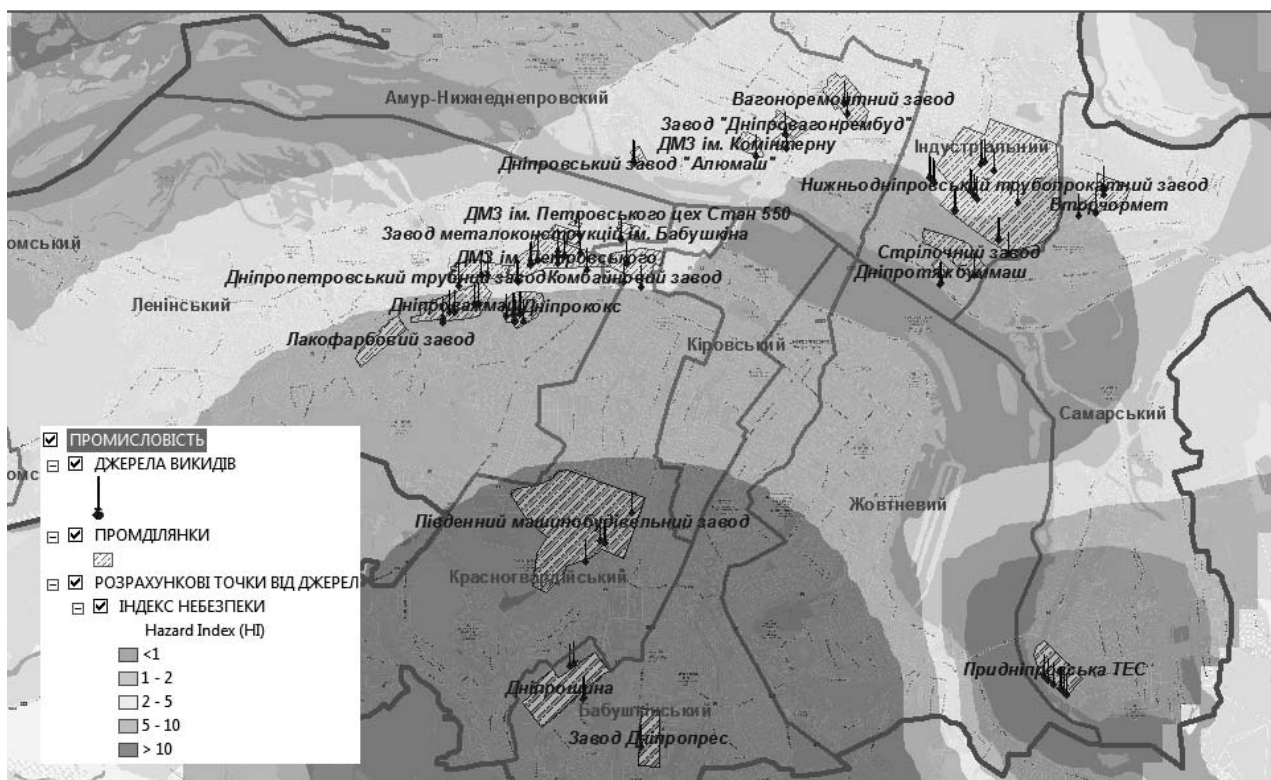 Амур-Нижнеднепровский
Вагоноремонтний завод
Завод "Дніпровагонрембуд"
ДМЗ ім. Комінтерну
Дніпровський завод "Алюмаш"
Індустріальний
Нижньодніпровський трубопрокатний завод
Вторчормет
ДМЗ ім. Петровського цех Стан 550
Завод металоконструкцій ім. Бабушкіна
омський
ДМЗ ім. Петровського
Стрілочний завод
Дніпропетровський трубний завод
Комбайновий завод
Дніпротяжбуммаш
Ленінський
Дніпроважмаш
Дніпрококс
Лакофарбовий завод
Кіровський
Самарський
ПРОМИСЛОВІСТЬ
ДЖЕРЕЛА ВИКИДІВ
омс
Жовтневий
Південний машинобудівельний завод
ПРОМДІЛЯНКИ
РОЗРАХУНКОВІ ТОЧКИ ВІД ДЖЕРЕЛ
Красногвардійський
ІНДЕКС НЕБЕЗПЕКИ
Hazard Index (HI)
<1
1 - 2
2 - 5
5 - 10
> 10
Придніпровська ТЕС
Дніпрошина
Бабушкінський
Завод Дніпропрес